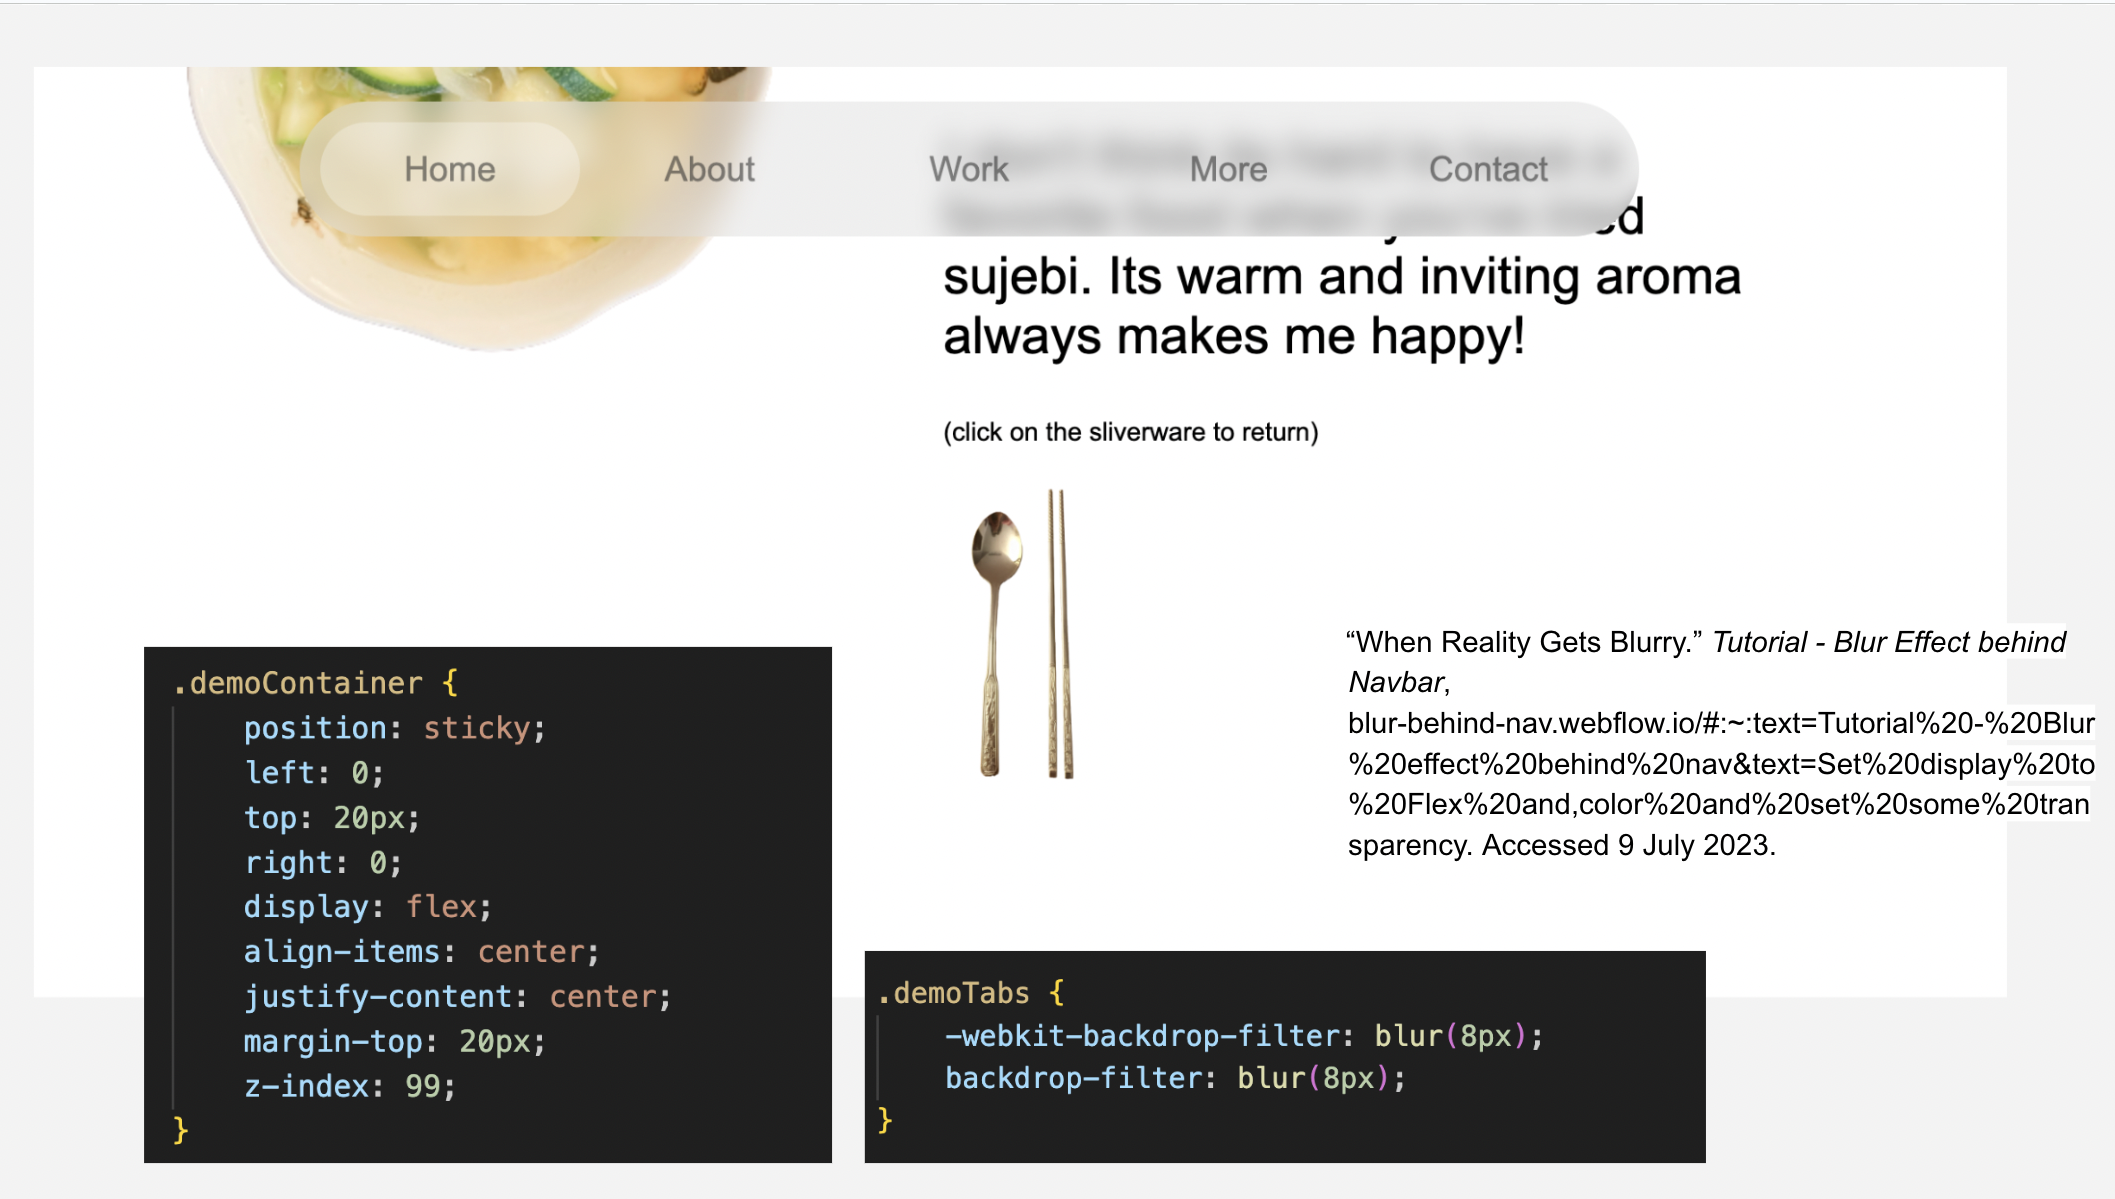 Home About Work More Contact
d
sujebi. Its warm and inviting aroma
always makes me happy!
(click on the sliverware to return)
“When Reality Gets Blurry.” Tutorial - Blur Effect behind
Navbar,
blur-behind-nav.webflow.io/#:~:text=Tutorial%20-%20Blur
%20effect%20behind%20nav&text=Set%20display%20to
%20Flex%20and,color%20and%20set%20some%20tran
sparency. Accessed 9 July 2023.
.demoContainer {
position: sticky;
left: 0;
top: 20px;
right: 0;
display: flex;
align-items: center;
justify-content: center;
margin-top: 20px;
z-index: 99;
}
.demoTabs {
-webkit-backdrop-filter: blur(8px);
backdrop-filter: blur(8px);
}